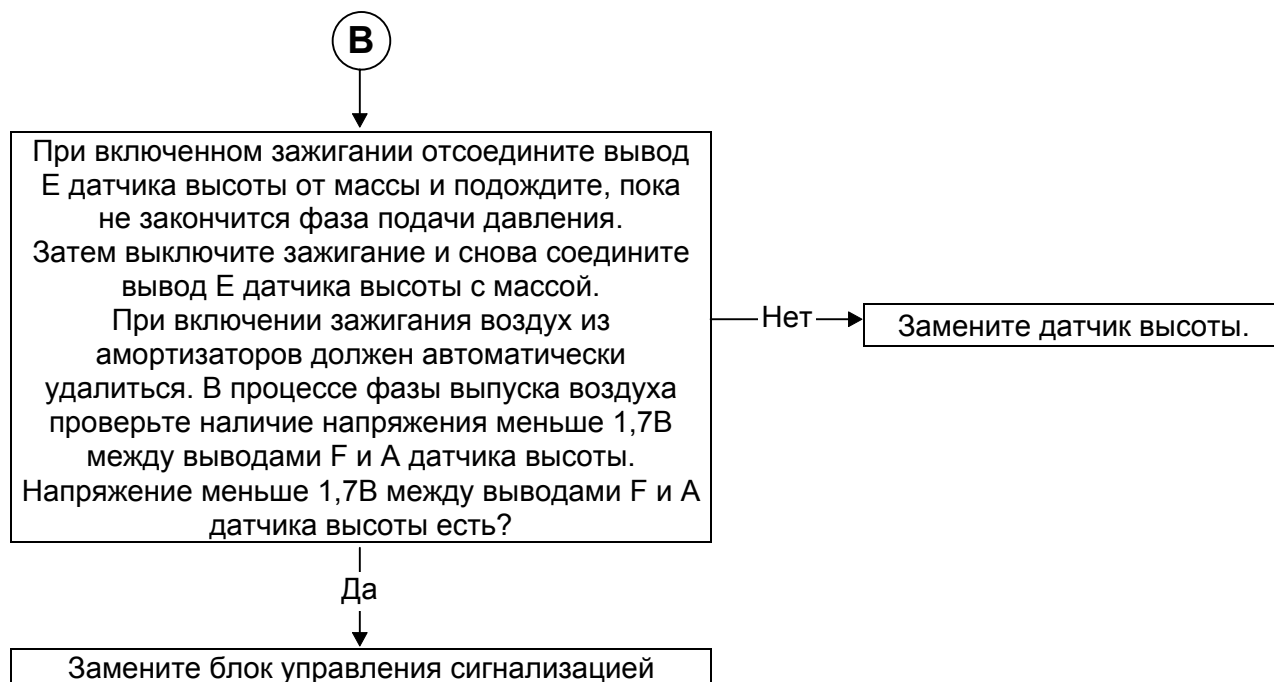 B
При включенном зажигании отсоедините вывод
E датчика высоты от массы и подождите, пока
не закончится фаза подачи давления.
Затем выключите зажигание и снова соедините
вывод E датчика высоты с массой.
При включении зажигания воздух из
амортизаторов должен автоматически
удалиться. В процессе фазы выпуска воздуха
проверьте наличие напряжения меньше 1,7В
между выводами F и A датчика высоты.
Напряжение меньше 1,7В между выводами F и A
датчика высоты есть?
Нет
Замените датчик высоты.
Да
Замените блок управления сигнализацией